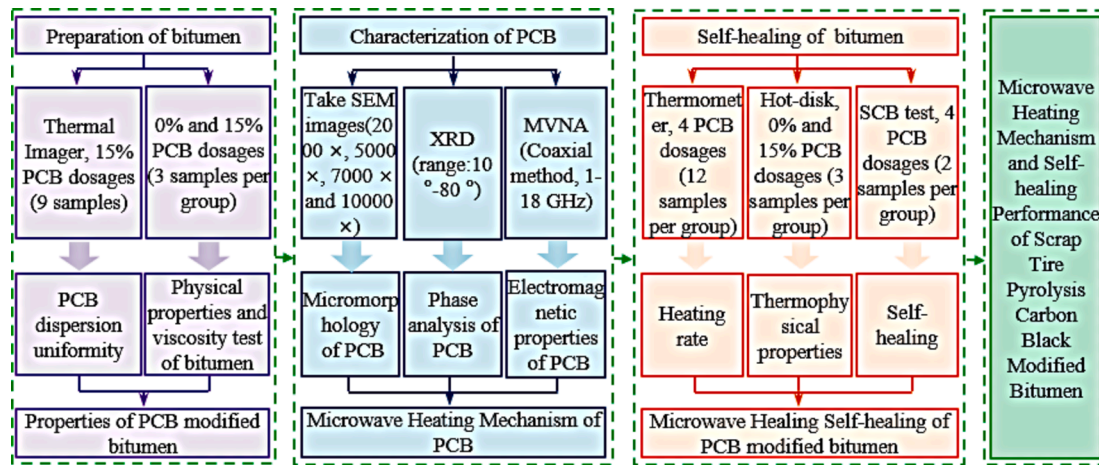 Preparation of bitumen
Thermal
Imager, 15%
PCB dosages
(9 samples)
0% and 15%
PCB dosages
(3 samples per
group)
PCB
dispersion
uniformity
Physical
properties and
viscosity test
of bitumen
Properties of PCB modified
bitumen
Characterization of PCB
Take SEM
images(20
00 ×, 5000
×, 7000 ×
and 10000
×)
XRD
(range:10
°-80 °)
MVNA
(Coaxial
method, 1-
18 GHz)
Micromorp
hology of PCB
Phase
analysis of
PCB
Electromag
netic properties
of PCB
Microwave Heating Mechanism of
PCB
Self-healing of bitumen
Thermomet
er, 4 PCB
dosages
(12
samples
per group)
Hot-disk,
0% and
15% PCB
dosages (3
samples per
group)
SCB test, 4
PCB
dosages (2
samples per
group)
Heating
rate
Thermophy
sical
properties
Self-
healing
Microwave Healing Self-healing of
PCB modified bitumen
Microwave
Heating
Mechanism
and Self-
healing
Performance
of Scrap
Tire
Pyrolysis
Carbon
Black
Modified
Bitumen